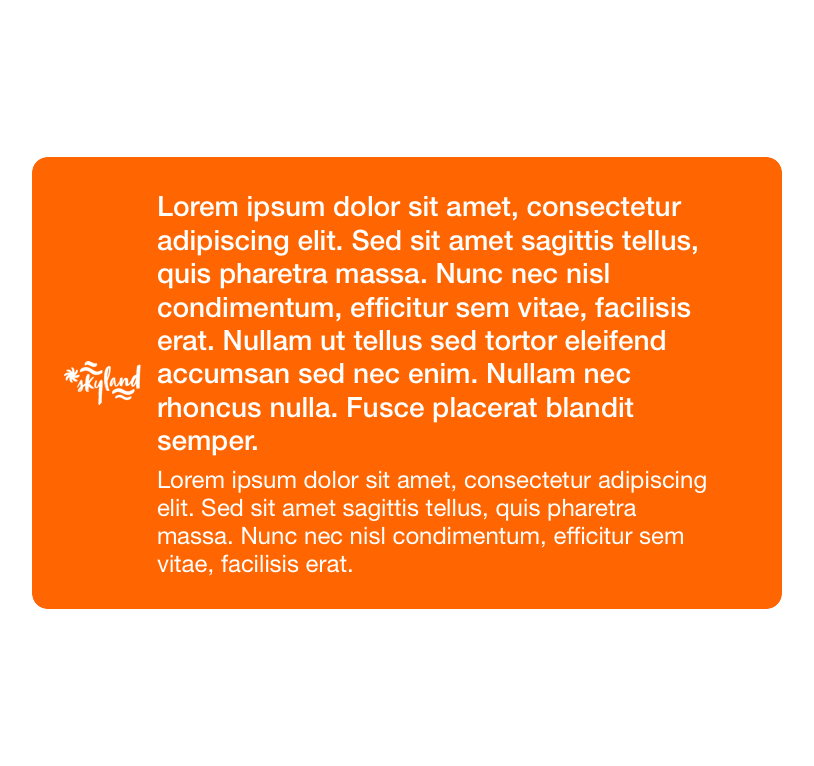 Lorem ipsum dolor sit amet, consectetur
adipiscing elit. Sed sit amet sagittis tellus,
quis pharetra massa. Nunc nec nisl
condimentum, efficitur sem vitae, facilisis
erat. Nullam ut tellus sed tortor eleifend
accumsan sed nec enim. Nullam nec
rhoncus nulla. Fusce placerat blandit
semper.
skyland
Lorem ipsum dolor sit amet, consectetur adipiscing
elit. Sed sit amet sagittis tellus, quis pharetra
massa. Nunc nec nisl condimentum, efficitur sem
vitae, facilisis erat.